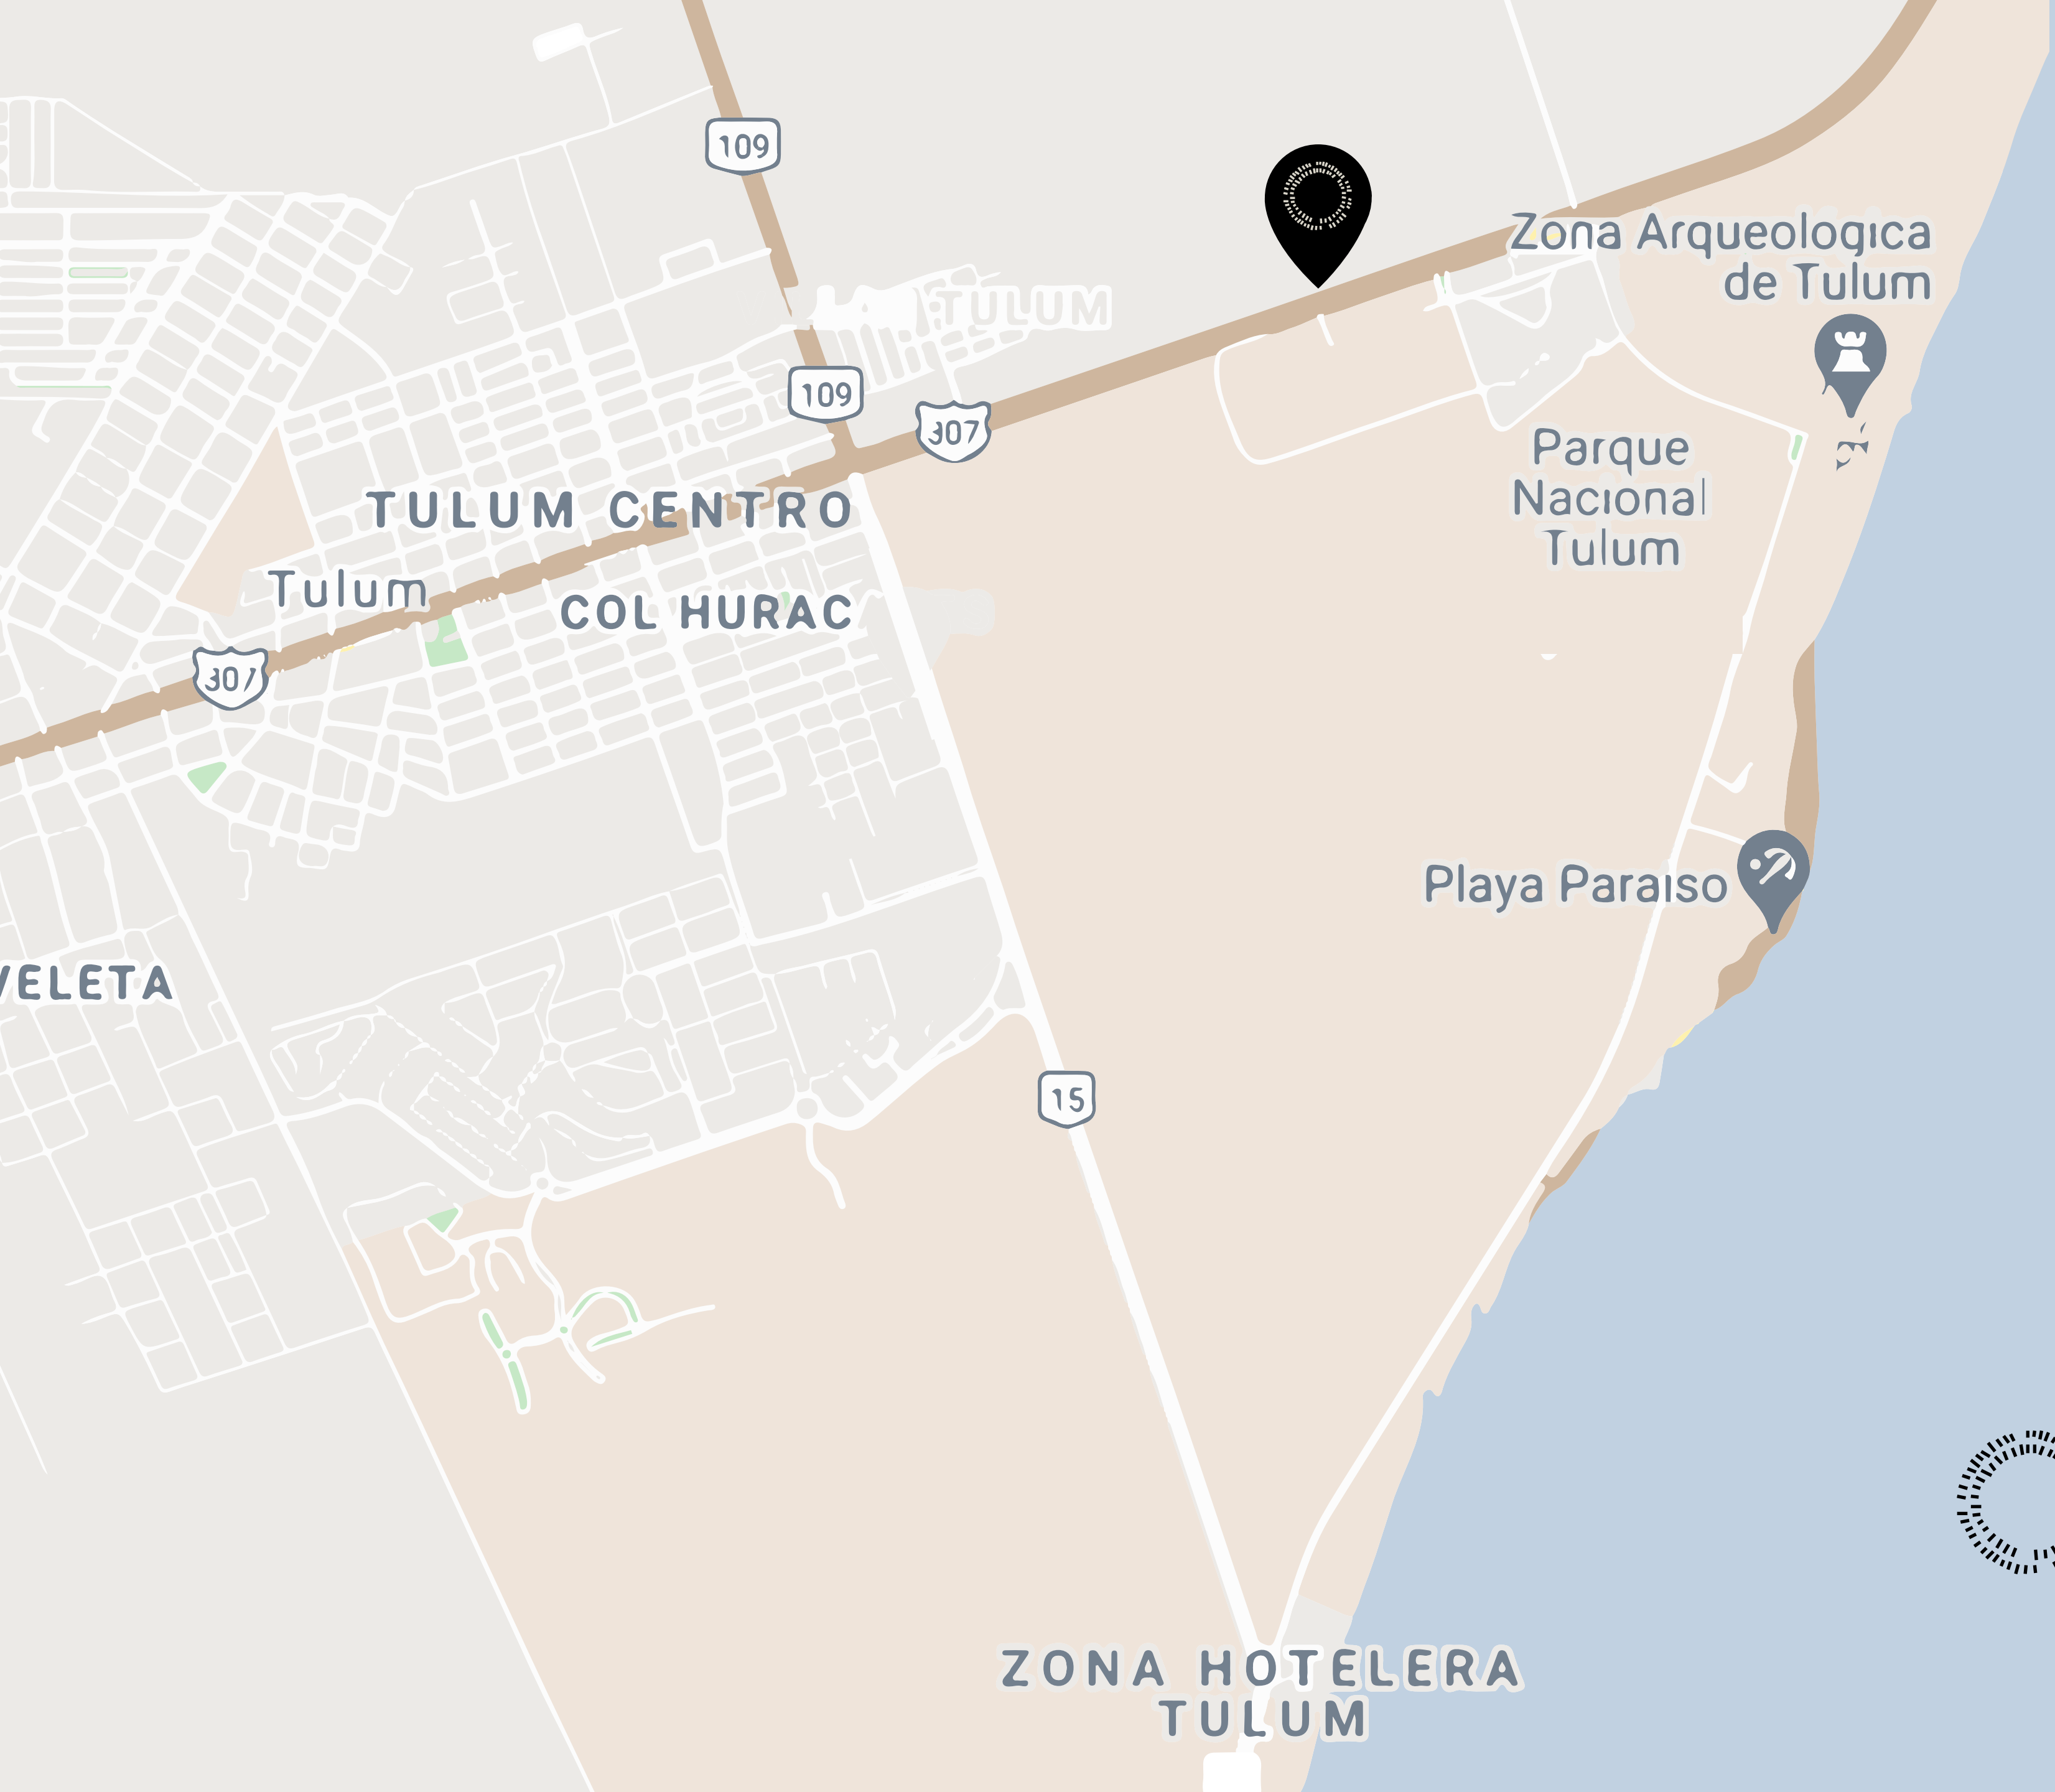 109
Zona Arqueologica
de Tulum
TULUM
109
307
Parque
Nacional
Tulum
TULUM CENTRO
Tulum
COL HURAC
307
Playa Paraiso
VELETA
15
ZONA HOTELERA
TULUM